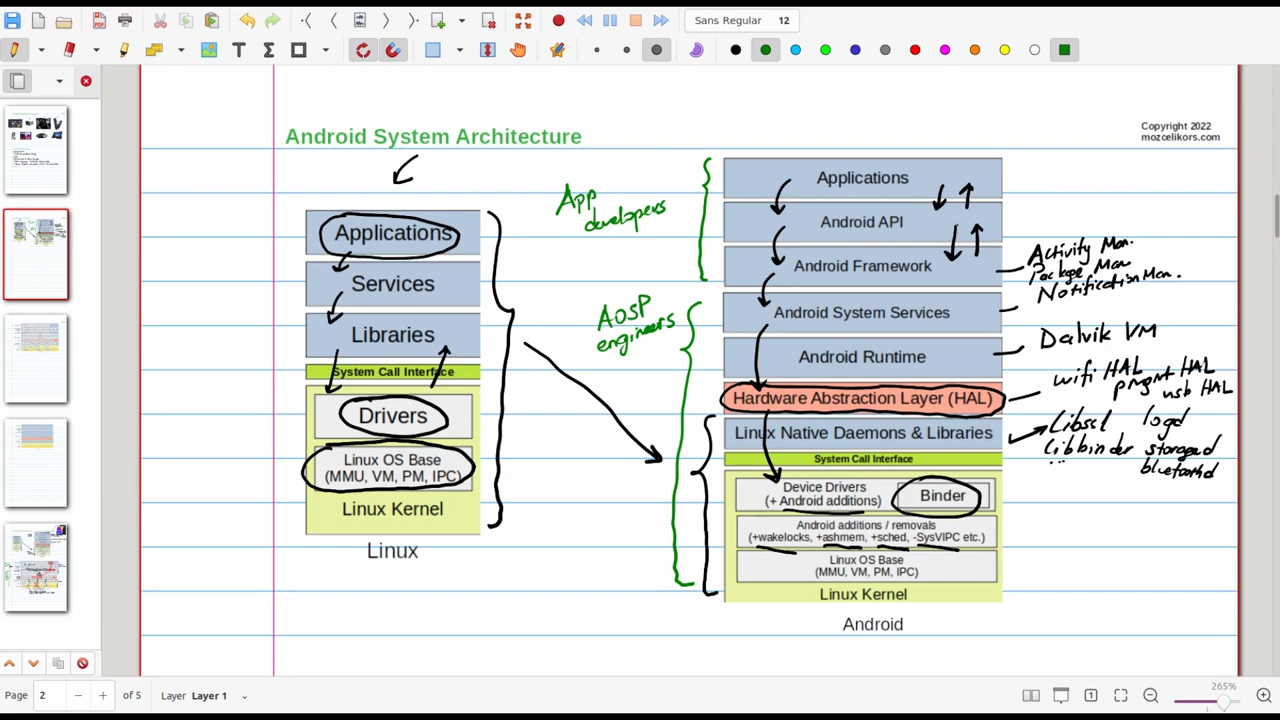 Sans Regular 12
Android System Architecture
Copyright 2022
mozcelikors.com
Applications
Services
Libraries
System Call Interface
Drivers
Linux OS Base
(MMU, VM, PM, IPC)
Linux Kernel
Linux
App
developers
AOSP
engineers
Applications
Android API
Android Framework
Android System Services
Android Runtime
Hardware Abstraction Layer (HAL)
Linux Native Daemons & Libraries
System Call Interface
Device Drivers
(+ Android additions)
Binder
Android additions / removals
(+wakelocks, +ashmem, +sched, -SysVIPC etc.)
Linux OS Base
(MMU, VM, PM, IPC)
Linux Kernel
Android
Activity Man.
Package Man
Notification Man.
Dalvik VM
wifi HAL
pmgmt HAL
usb HAL
Libssl logd
Libbinder storaged
... bluetoothd
Page 2 of 5 Layer Layer 1
265%